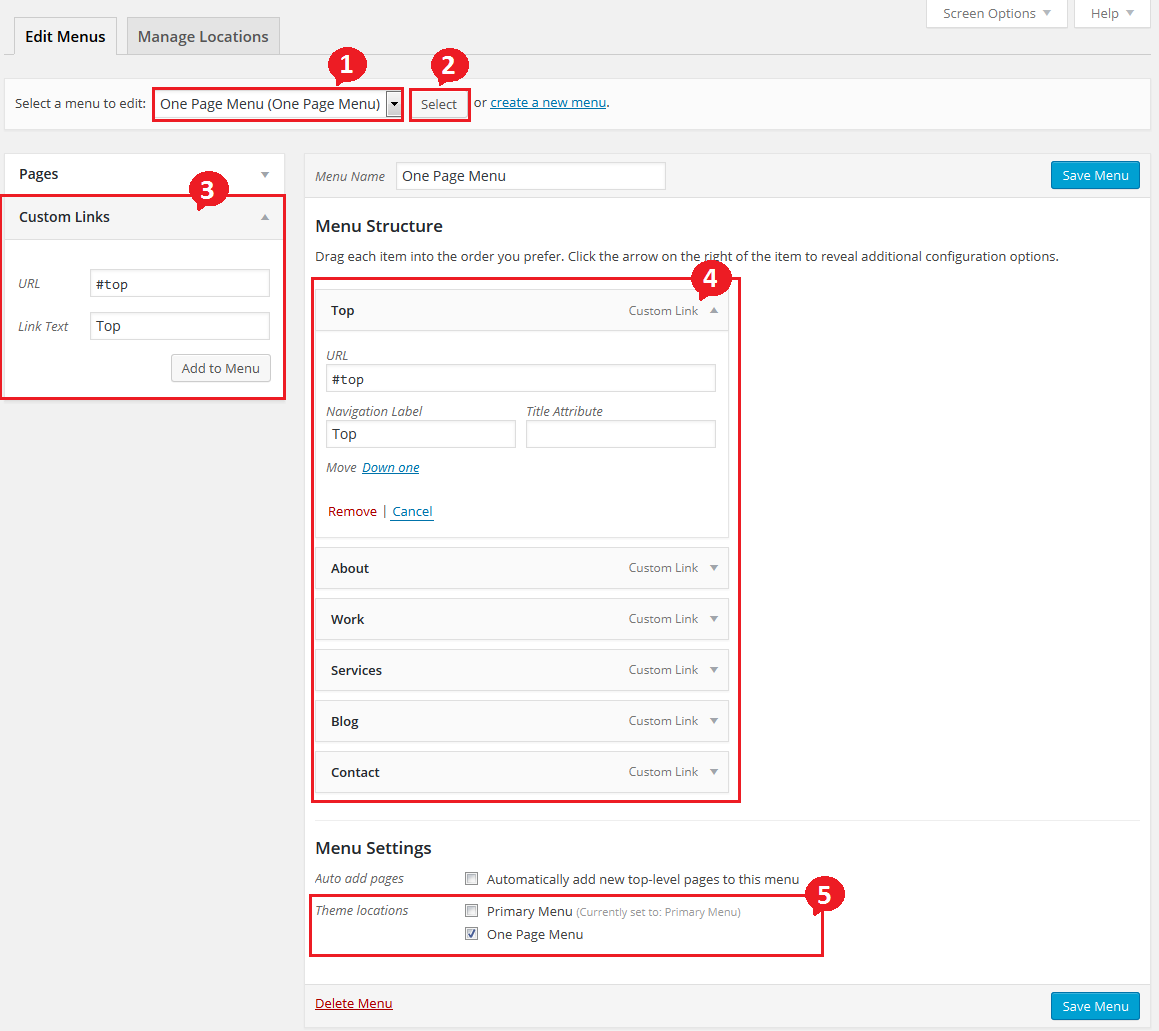 Screen Options Help
Edit Menus Manage Locations
1 2
Select a menu to edit: One Page Menu (One Page Menu) Select or create a new menu.
Pages
3
Custom Links
URL #top
Link Text Top
Add to Menu
Menu Name One Page Menu Save Menu
Menu Structure
Drag each item into the order you prefer. Click the arrow on the right of the item to reveal additional configuration options.
4
Top Custom Link
URL
#top
Navigation Label Title Attribute
Top
Move Down one
Remove | Cancel
About Custom Link
Work Custom Link
Services Custom Link
Blog Custom Link
Contact Custom Link
Menu Settings
Auto add pages Automatically add new top-level pages to this menu
5
Theme locations Primary Menu (Currently set to: Primary Menu)
One Page Menu
Delete Menu Save Menu